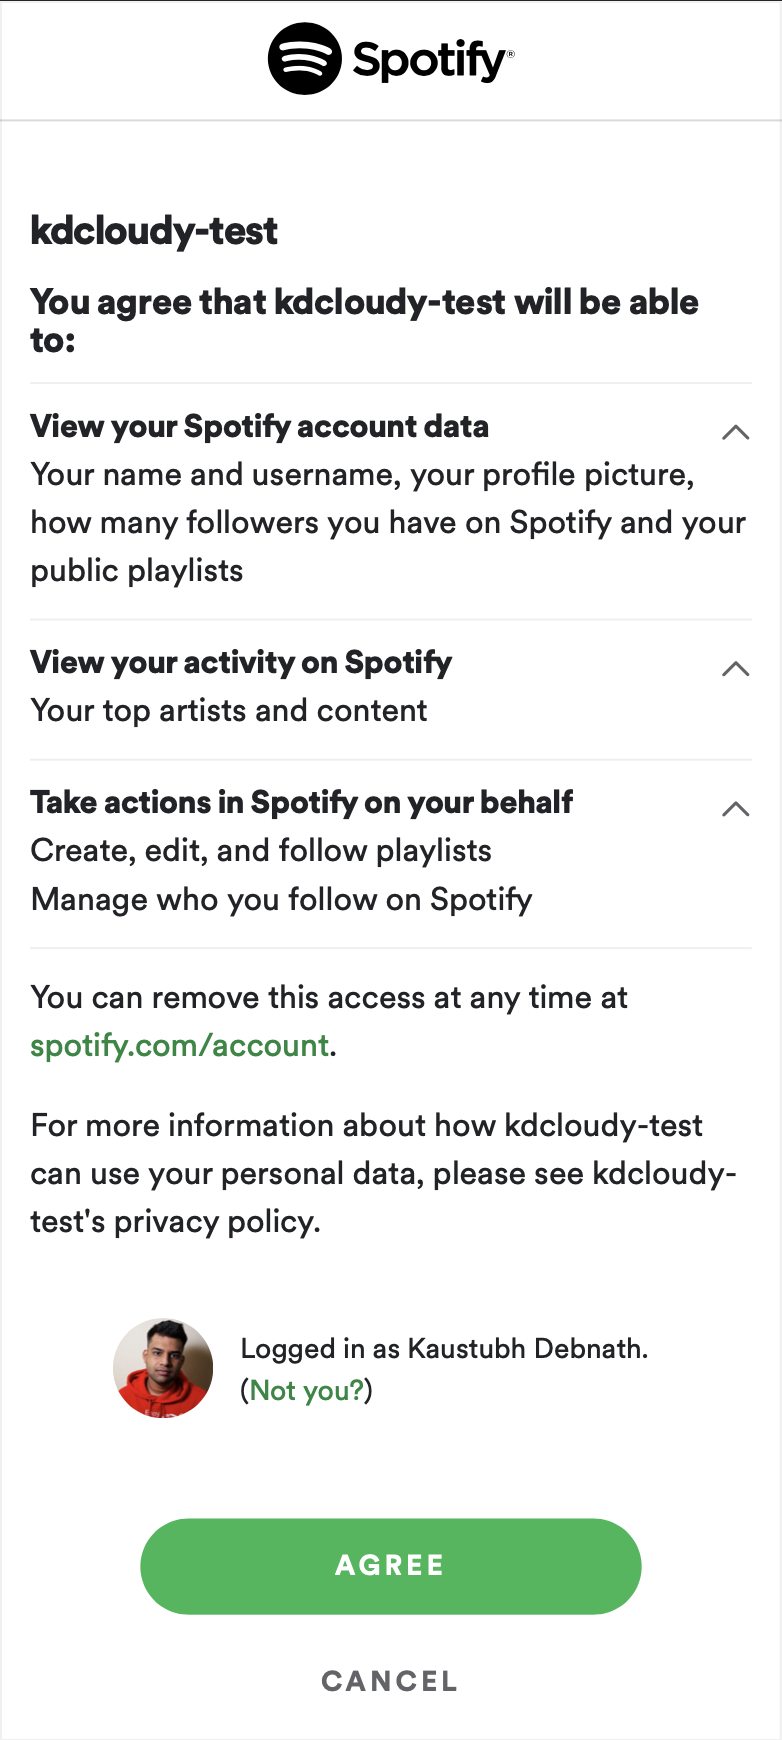 Spotify®
kdcloudy-test
You agree that kdcloudy-test will be able
to:
View your Spotify account data
Your name and username, your profile picture,
how many followers you have on Spotify and your
public playlists
View your activity on Spotify
Your top artists and content
Take actions in Spotify on your behalf
Create, edit, and follow playlists
Manage who you follow on Spotify
You can remove this access at any time at
spotify.com/account.
For more information about how kdcloudy-test
can use your personal data, please see kdcloudy-
test's privacy policy.
Logged in as Kaustubh Debnath.
(Not you?)
AGREE
CANCEL